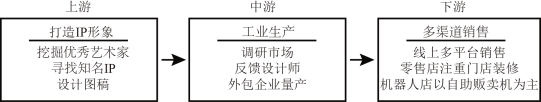 上游
打造IP形象
挖掘优秀艺术家
寻找知名IP
设计图稿
中游
工业生产
调研市场
反馈设计师
外包企业量产
下游
多渠道销售
线上多平台销售
零售店注重门店装修
机器人店以自助贩卖机为主